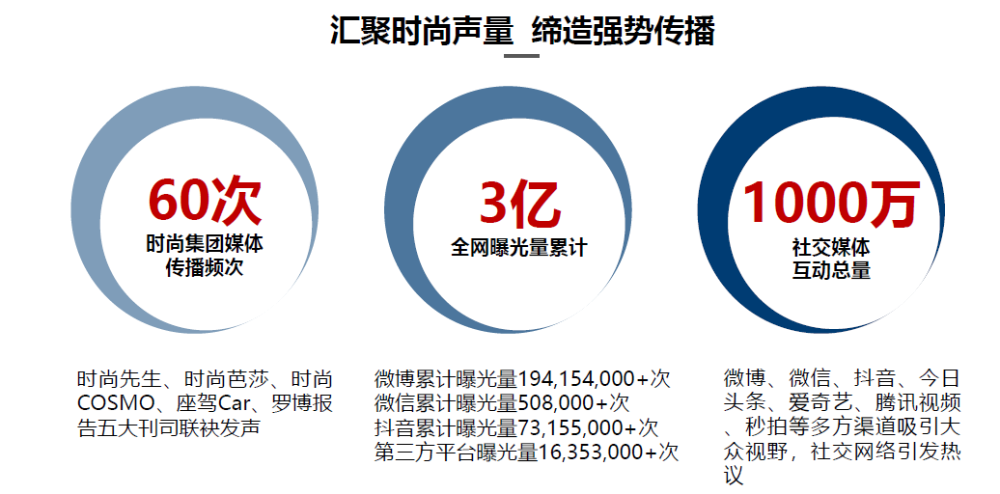 汇聚时尚声量 缔造强势传播
60次
时尚集团媒体
传播频次
3亿
全网曝光量累计
1000万
社交媒体
互动总量
时尚先生、时尚芭莎、时尚
COSMO、座驾Car、罗博报
告五大刊司联袂发声
微博累计曝光量194,154,000+次
微信累计曝光量508,000+次
抖音累计曝光量73,155,000+次
第三方平台曝光量16,353,000+次
微博、微信、抖音、今日
头条、爱奇艺、腾讯视频
、秒拍等多方渠道吸引大
众视野，社交网络引发热
议